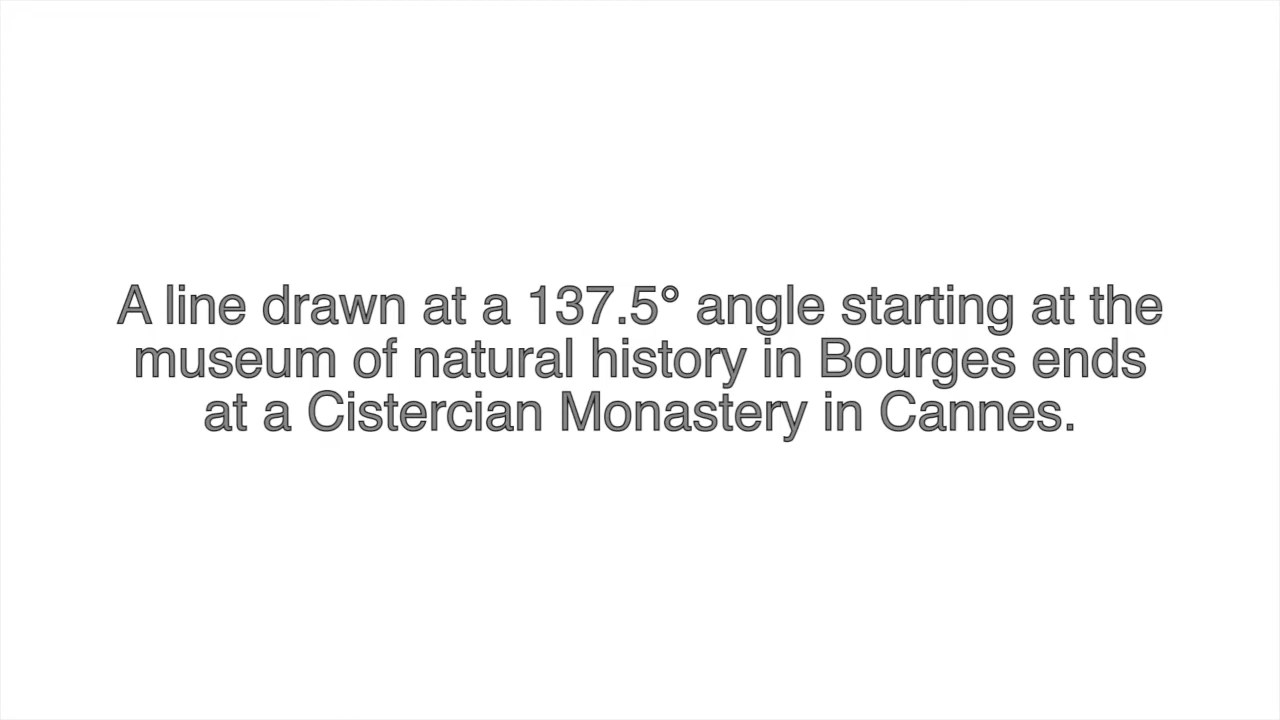 A line drawn at a 137.5° angle starting at the
museum of natural history in Bourges ends
at a Cistercian Monastery in Cannes.